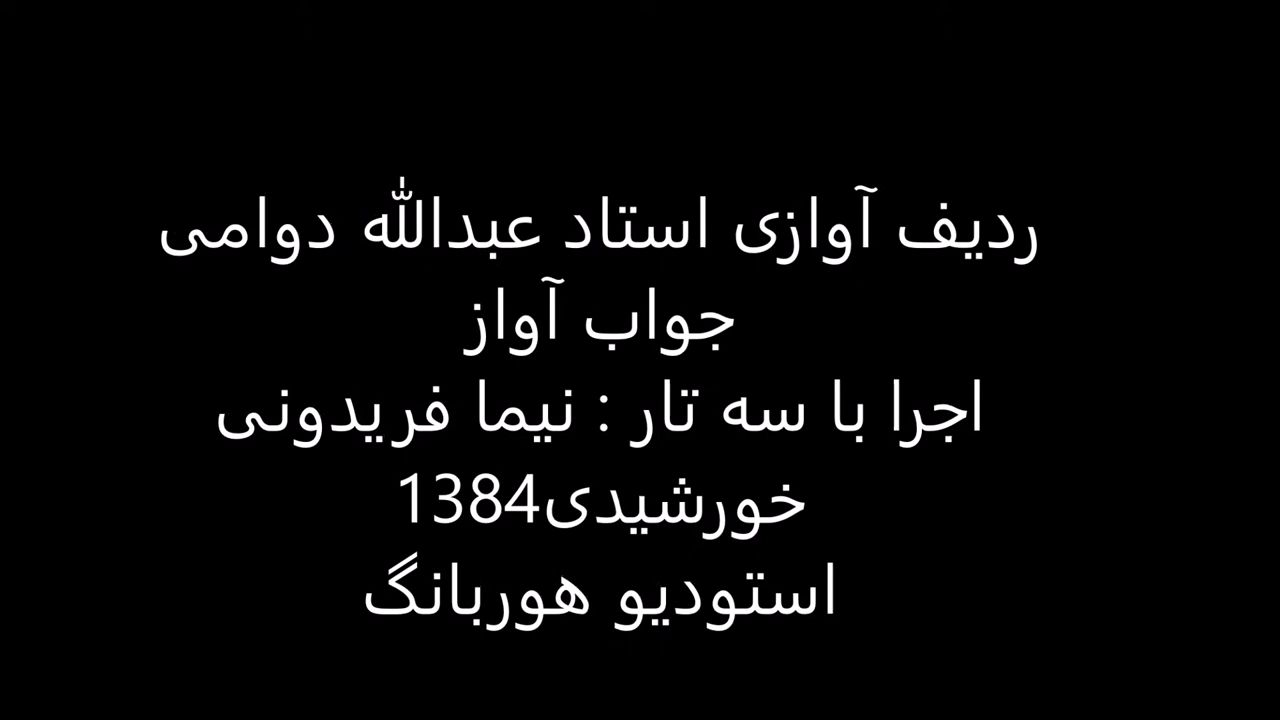 ردیف آوازی استاد عبدالله دوامی
جواب آواز
اجرا با سه تار : نیما فریدونی
خورشیدی1384
استودیو هوربانگ